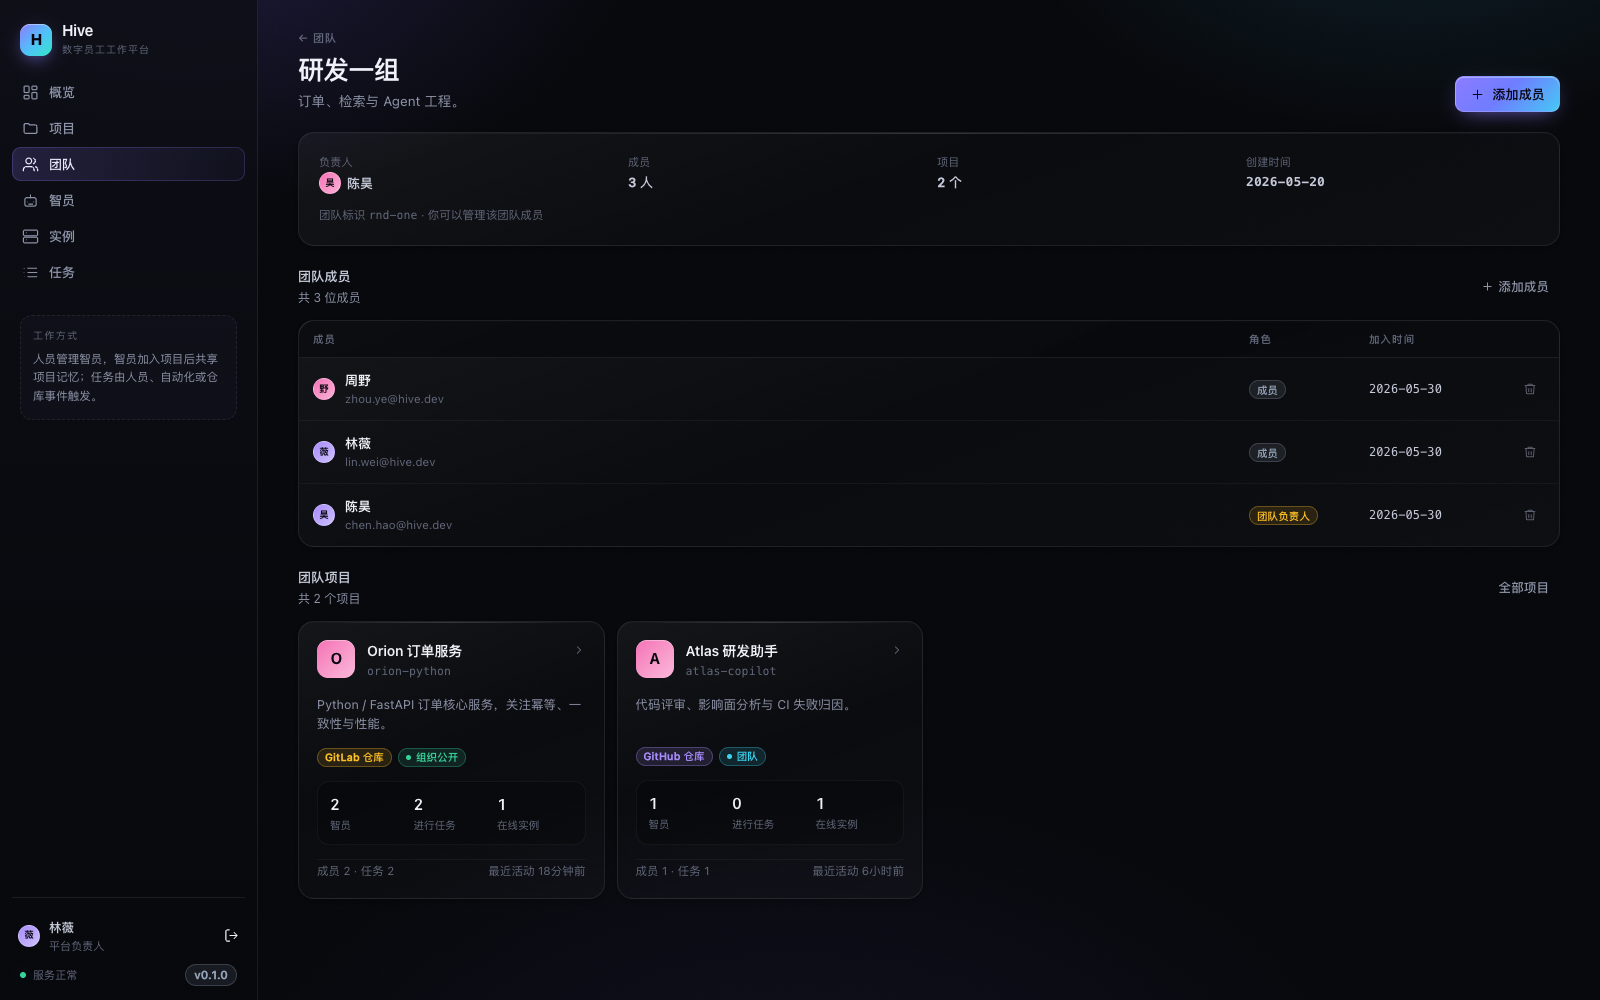 H
Hive
数字员工工作平台
概览
项目
团队
智员
实例
任务
工作方式
人员管理智员，智员加入项目后共享
项目记忆；任务由人员、自动化或仓
库事件触发。
薇
林薇
平台负责人
服务正常
v0.1.0
← 团队
研发一组
订单、检索与 Agent 工程。
+ 添加成员
负责人
成员
项目
创建时间
昊 陈昊
3 人
2 个
2026-05-20
团队标识 rnd-one · 你可以管理该团队成员
团队成员
共 3 位成员
+ 添加成员
成员
角色
加入时间
野
周野
zhou.ye@hive.dev
成员
2026-05-30
薇
林薇
lin.wei@hive.dev
成员
2026-05-30
昊
陈昊
chen.hao@hive.dev
团队负责人
2026-05-30
团队项目
共 2 个项目
全部项目
O
Orion 订单服务
orion-python
Python / FastAPI 订单核心服务，关注幂等、一
致性与性能。
GitLab 仓库
组织公开
2
2
1
智员
进行任务
在线实例
成员 2 · 任务 2
最近活动 18分钟前
A
Atlas 研发助手
atlas-copilot
代码评审、影响面分析与 CI 失败归因。
GitHub 仓库
团队
1
0
1
智员
进行任务
在线实例
成员 1 · 任务 1
最近活动 6小时前